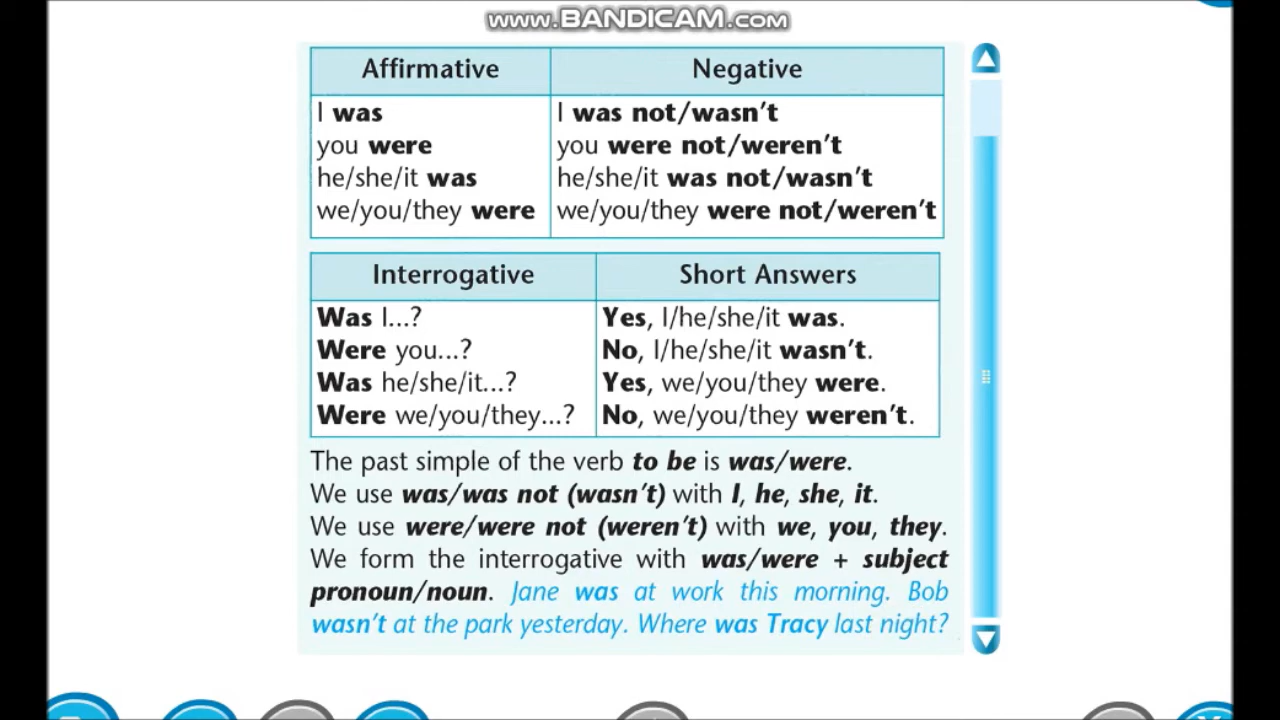 www.BANDICAM.com
Affirmative
Negative
I was
you were
he/she/it was
we/you/they were
I was not/wasn't
you were not/weren't
he/she/it was not/wasn't
we/you/they were not/weren't
Interrogative
Short Answers
Was I...?
Were you...?
Was he/she/it...?
Were we/you/they...?
Yes, I/he/she/it was.
No, I/he/she/it wasn't.
Yes, we/you/they were.
No, we/you/they weren't.
The past simple of the verb to be is was/were.
We use was/was not (wasn't) with I, he, she, it.
We use were/were not (weren't) with we, you, they.
We form the interrogative with was/were + subject
pronoun/noun. Jane was at work this morning. Bob
wasn't at the park yesterday. Where was Tracy last night?